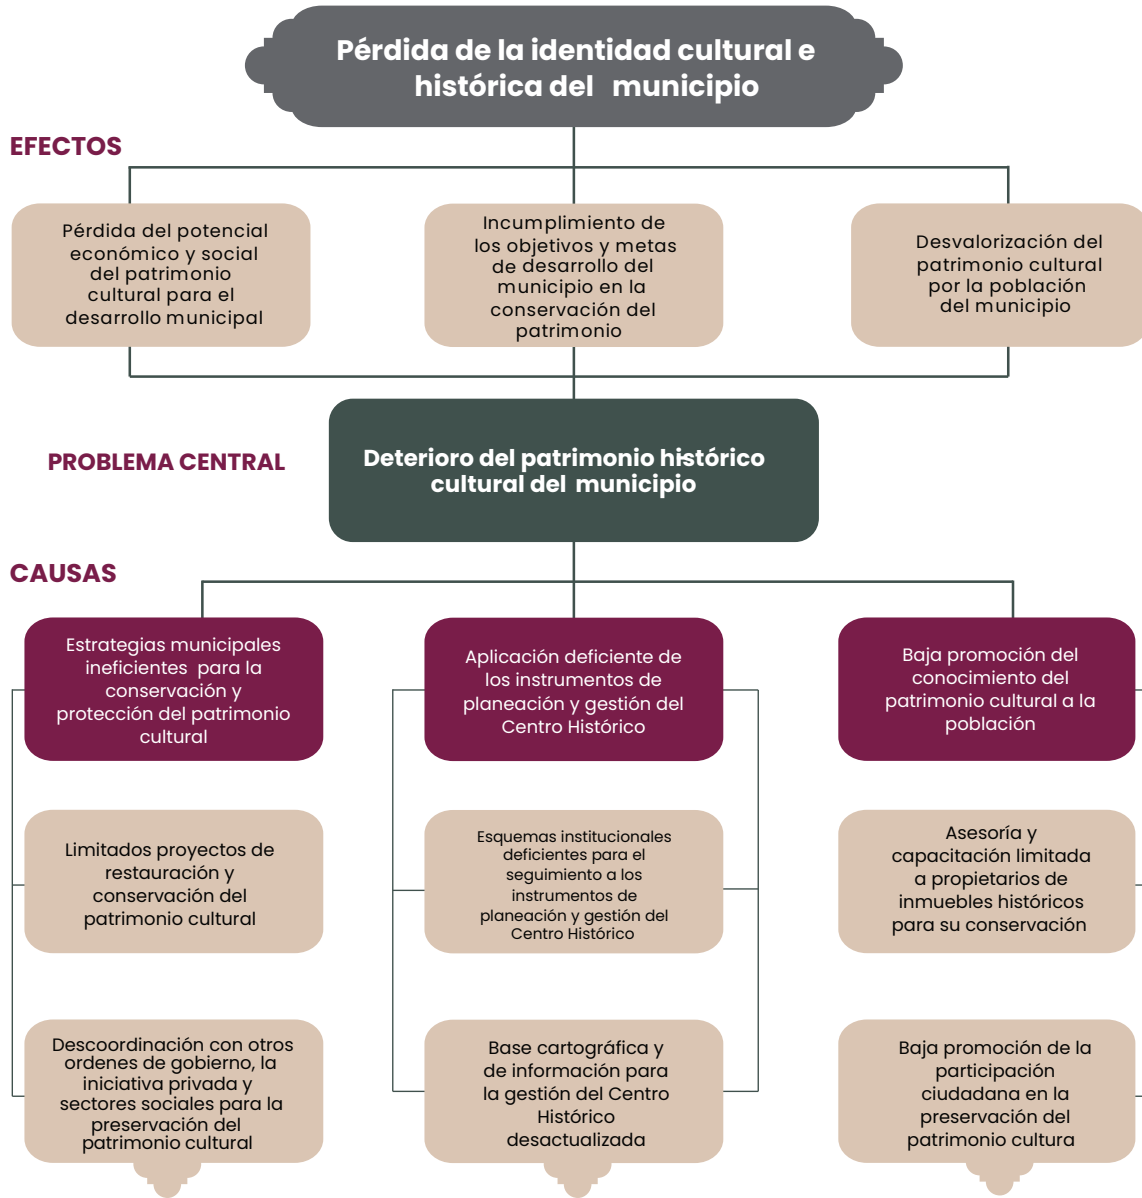 Pérdida de la identidad cultural e
histórica del municipio
EFECTOS
Pérdida del potencial
económico y social
del patrimonio
cultural para el
desarrollo municipal
Incumplimiento de
los objetivos y metas
de desarrollo del
municipio en la
conservación del
patrimonio
Desvalorización del
patrimonio cultural
por la población
del municipio
PROBLEMA CENTRAL
Deterioro del patrimonio histórico
cultural del municipio
CAUSAS
Estrategias municipales
ineficientes para la
conservación y
protección del patrimonio
cultural
Aplicación deficiente de
los instrumentos de
planeación y gestión del
Centro Histórico
Baja promoción del
conocimiento del
patrimonio cultural a la
población
Limitados proyectos de
restauración y
conservación del
patrimonio cultural
Esquemas institucionales
deficientes para el
seguimiento a los
instrumentos de
planeación y gestión del
Centro Histórico
Asesoría y
capacitación limitada
a propietarios de
inmuebles históricos
para su conservación
Descoordinación con otros
ordenes de gobierno, la
iniciativa privada y
sectores sociales para la
preservación del
patrimonio cultural
Base cartográfica y
de información para
la gestión del Centro
Histórico
desactualizada
Baja promoción de la
participación
ciudadana en la
preservación del
patrimonio cultura